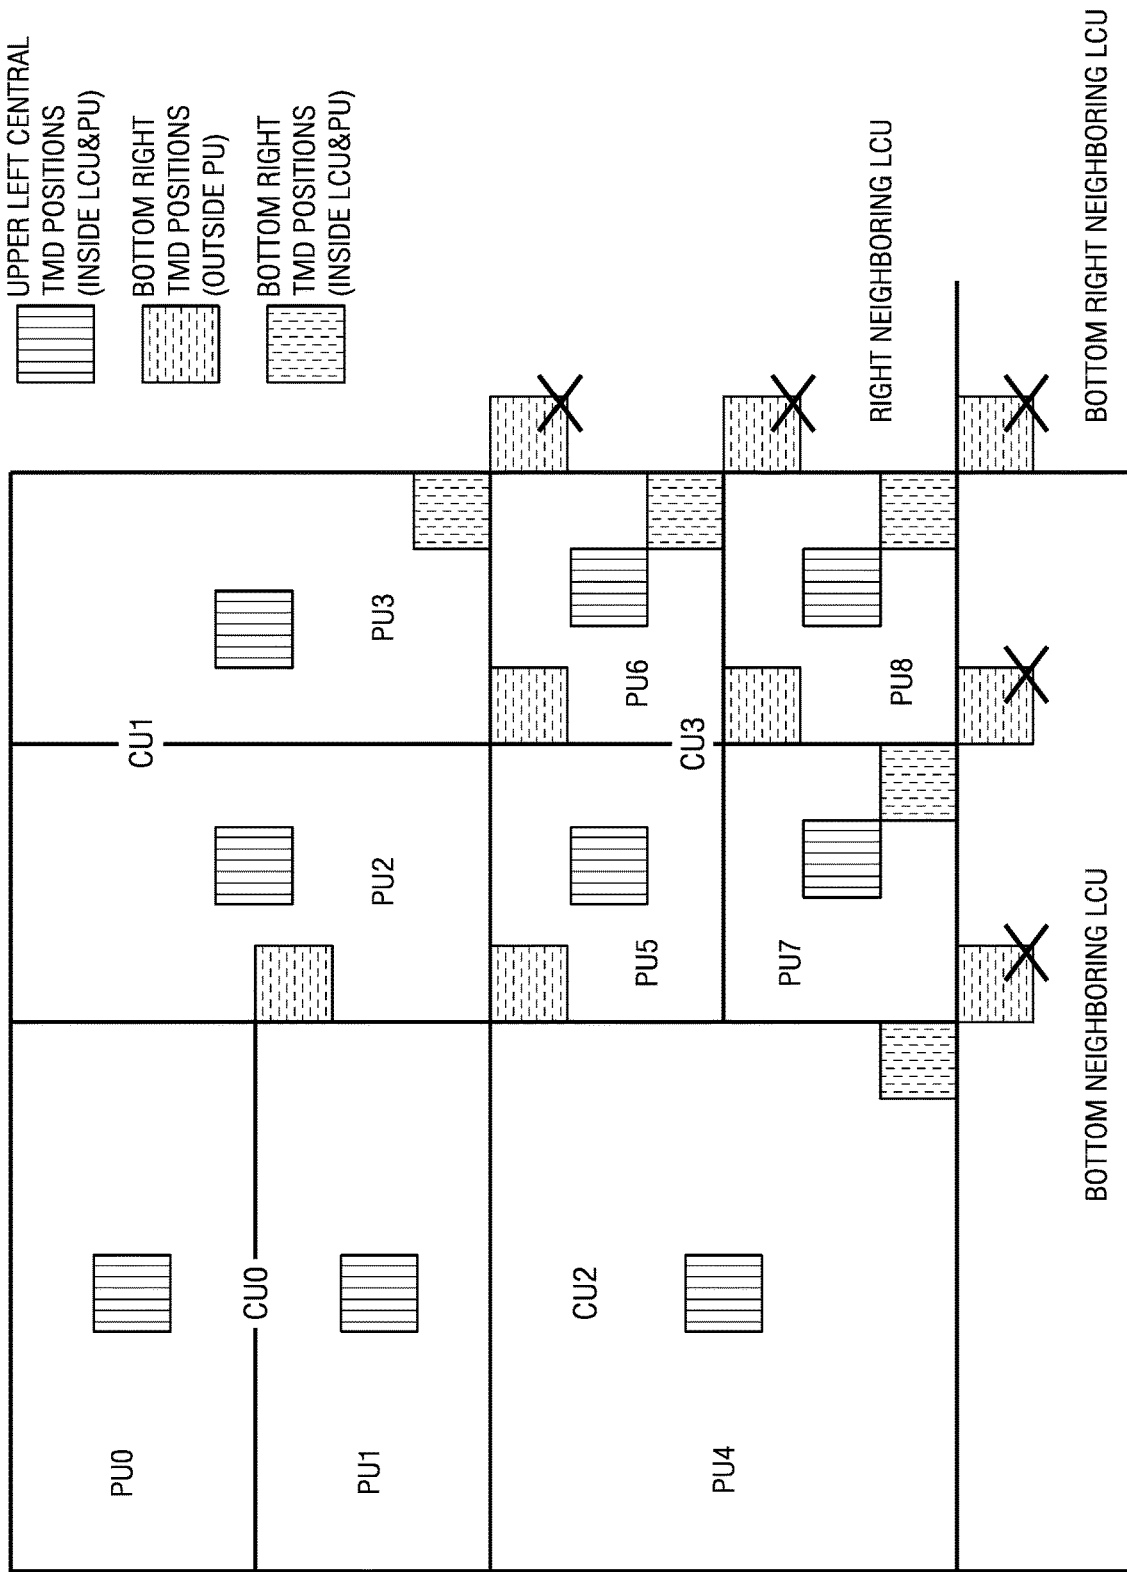 UPPER LEFT CENTRAL
TMD POSITIONS
(INSIDE LCU&PU)
BOTTOM RIGHT
TMD POSITIONS
(OUTSIDE PU)
BOTTOM RIGHT
TMD POSITIONS
(INSIDE LCU&PU)
PU0
CU0
PU1
CU1
PU2
PU3
CU2
PU4
CU3
PU5
PU6
PU7
PU8
RIGHT NEIGHBORING LCU
BOTTOM NEIGHBORING LCU
BOTTOM RIGHT NEIGHBORING LCU